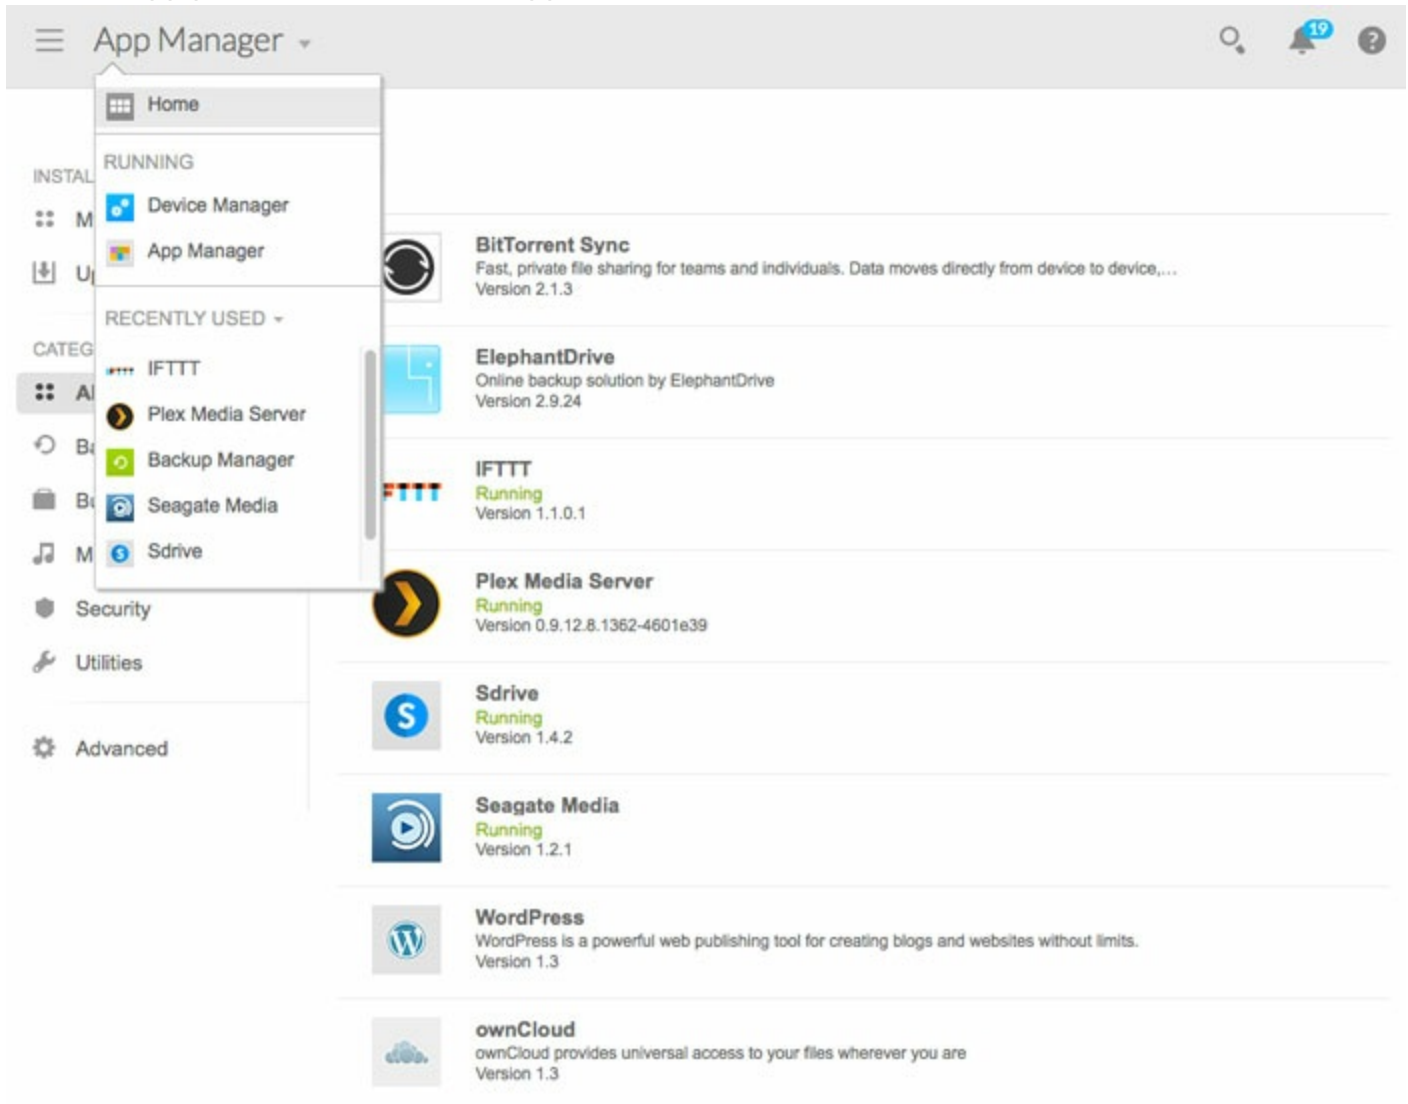 App Manager
19
?
Home
RUNNING
Device Manager
App Manager
RECENTLY USED
IFTTT
Plex Media Server
Backup Manager
Seagate Media
Sdrive
INSTAL
M
CATEG
Security
Utilities
Advanced
BitTorrent Sync
Fast, private file sharing for teams and individuals. Data moves directly from device to device,...
Version 2.1.3
ElephantDrive
Online backup solution by ElephantDrive
Version 2.9.24
IFTTT
Running
Version 1.1.0.1
Plex Media Server
Running
Version 0.9.12.8.1362-4601e39
Sdrive
Running
Version 1.4.2
Seagate Media
Running
Version 1.2.1
WordPress
WordPress is a powerful web publishing tool for creating blogs and websites without limits.
Version 1.3
ownCloud
ownCloud provides universal access to your files wherever you are
Version 1.3